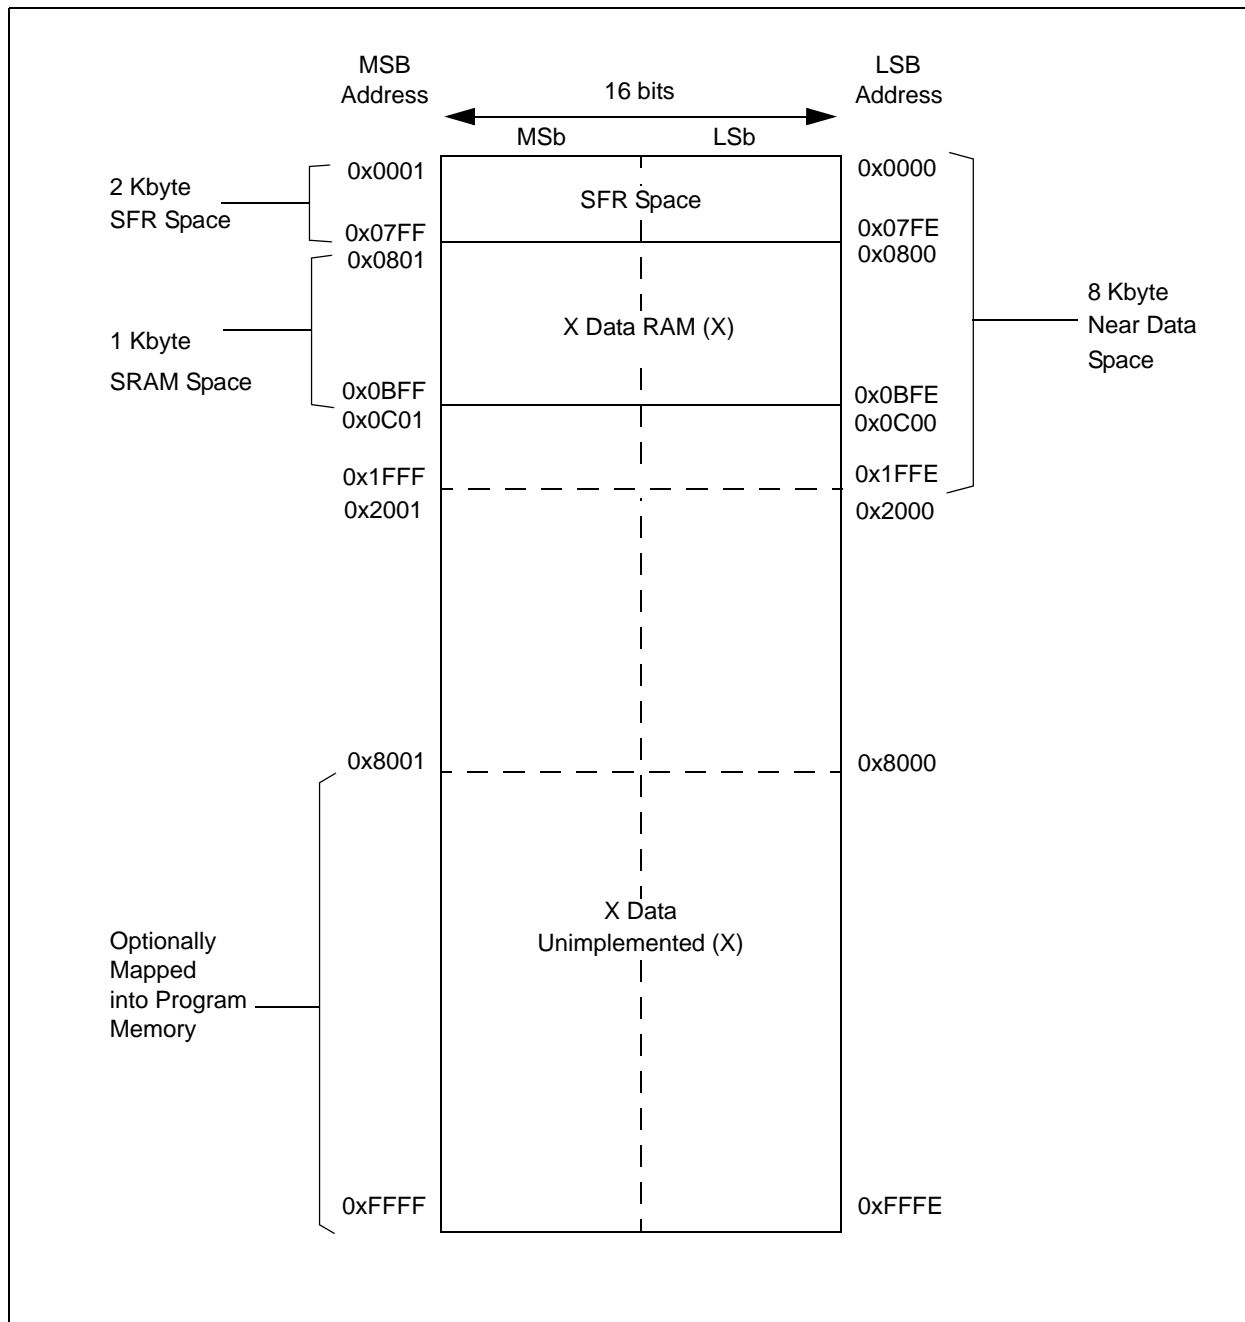 MSB
Address
16 bits
LSB
Address
MSb
LSb
0x0001
0x0000
2 Kbyte
SFR Space
SFR Space
0x07FF
0x07FE
0x0801
0x0800
8 Kbyte
Near Data
Space
1 Kbyte
SRAM Space
X Data RAM (X)
0x0BFF
0x0BFE
0x0C01
0x0C00
0x1FFF
0x1FFE
0x2001
0x2000
0x8001
0x8000
X Data
Unimplemented (X)
Optionally
Mapped
into Program
Memory
0xFFFF
0xFFFE